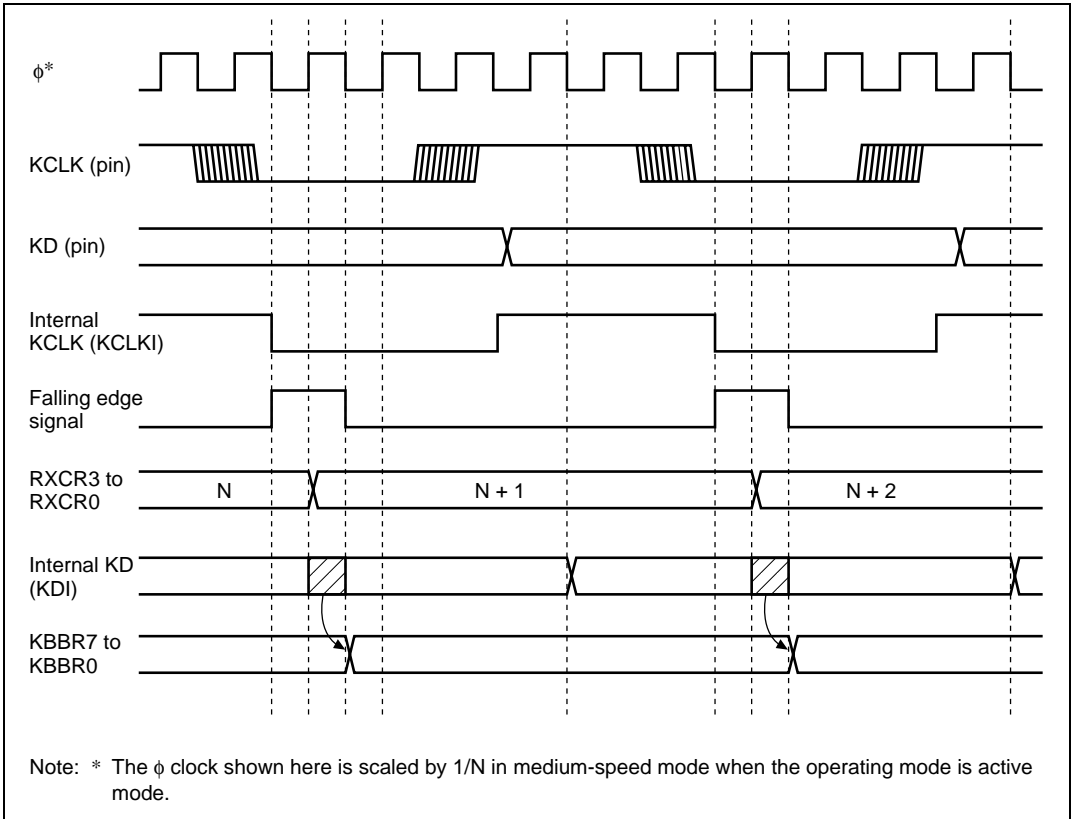 ϕ*
KCLK (pin)
KD (pin)
Internal
KCLK (KCLKI)
Falling edge
signal
RXCR3 to
RXCR0
N
N + 1
N + 2
Internal KD
(KDI)
KBBR7 to
KBBR0
Note: * The ϕ clock shown here is scaled by 1/N in medium-speed mode when the operating mode is active
mode.